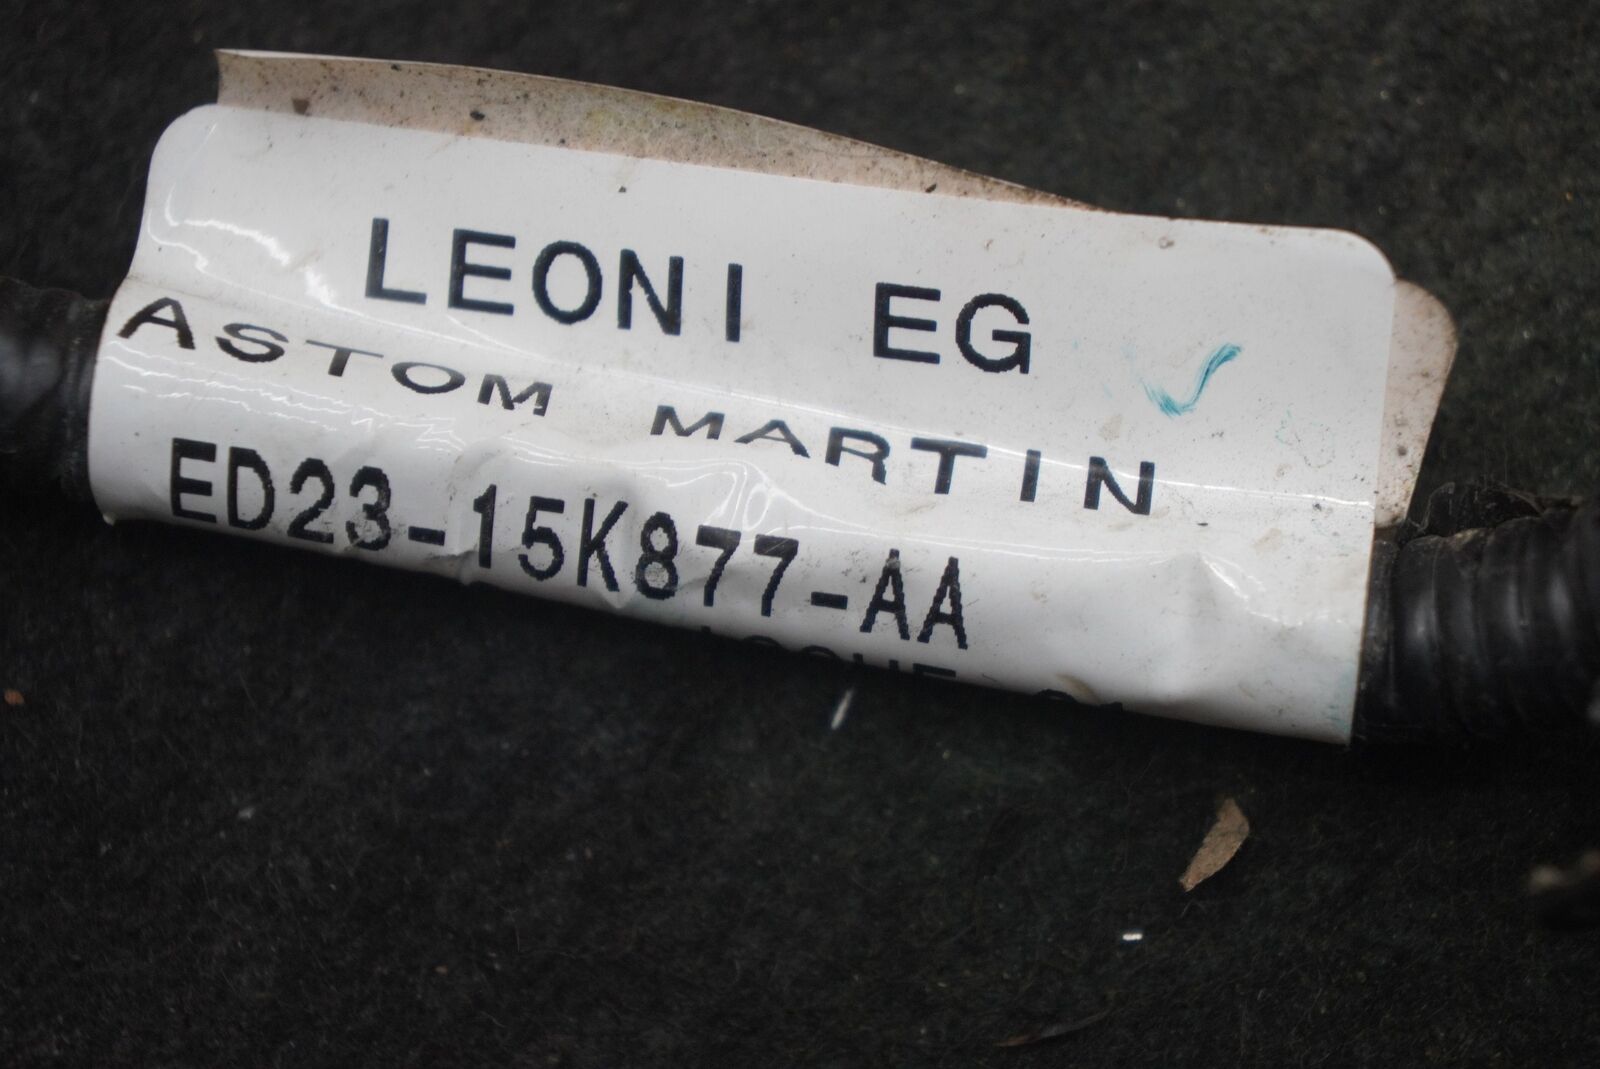 LEONI EG
ASTOM MARTIN
ED23-15K877-AA